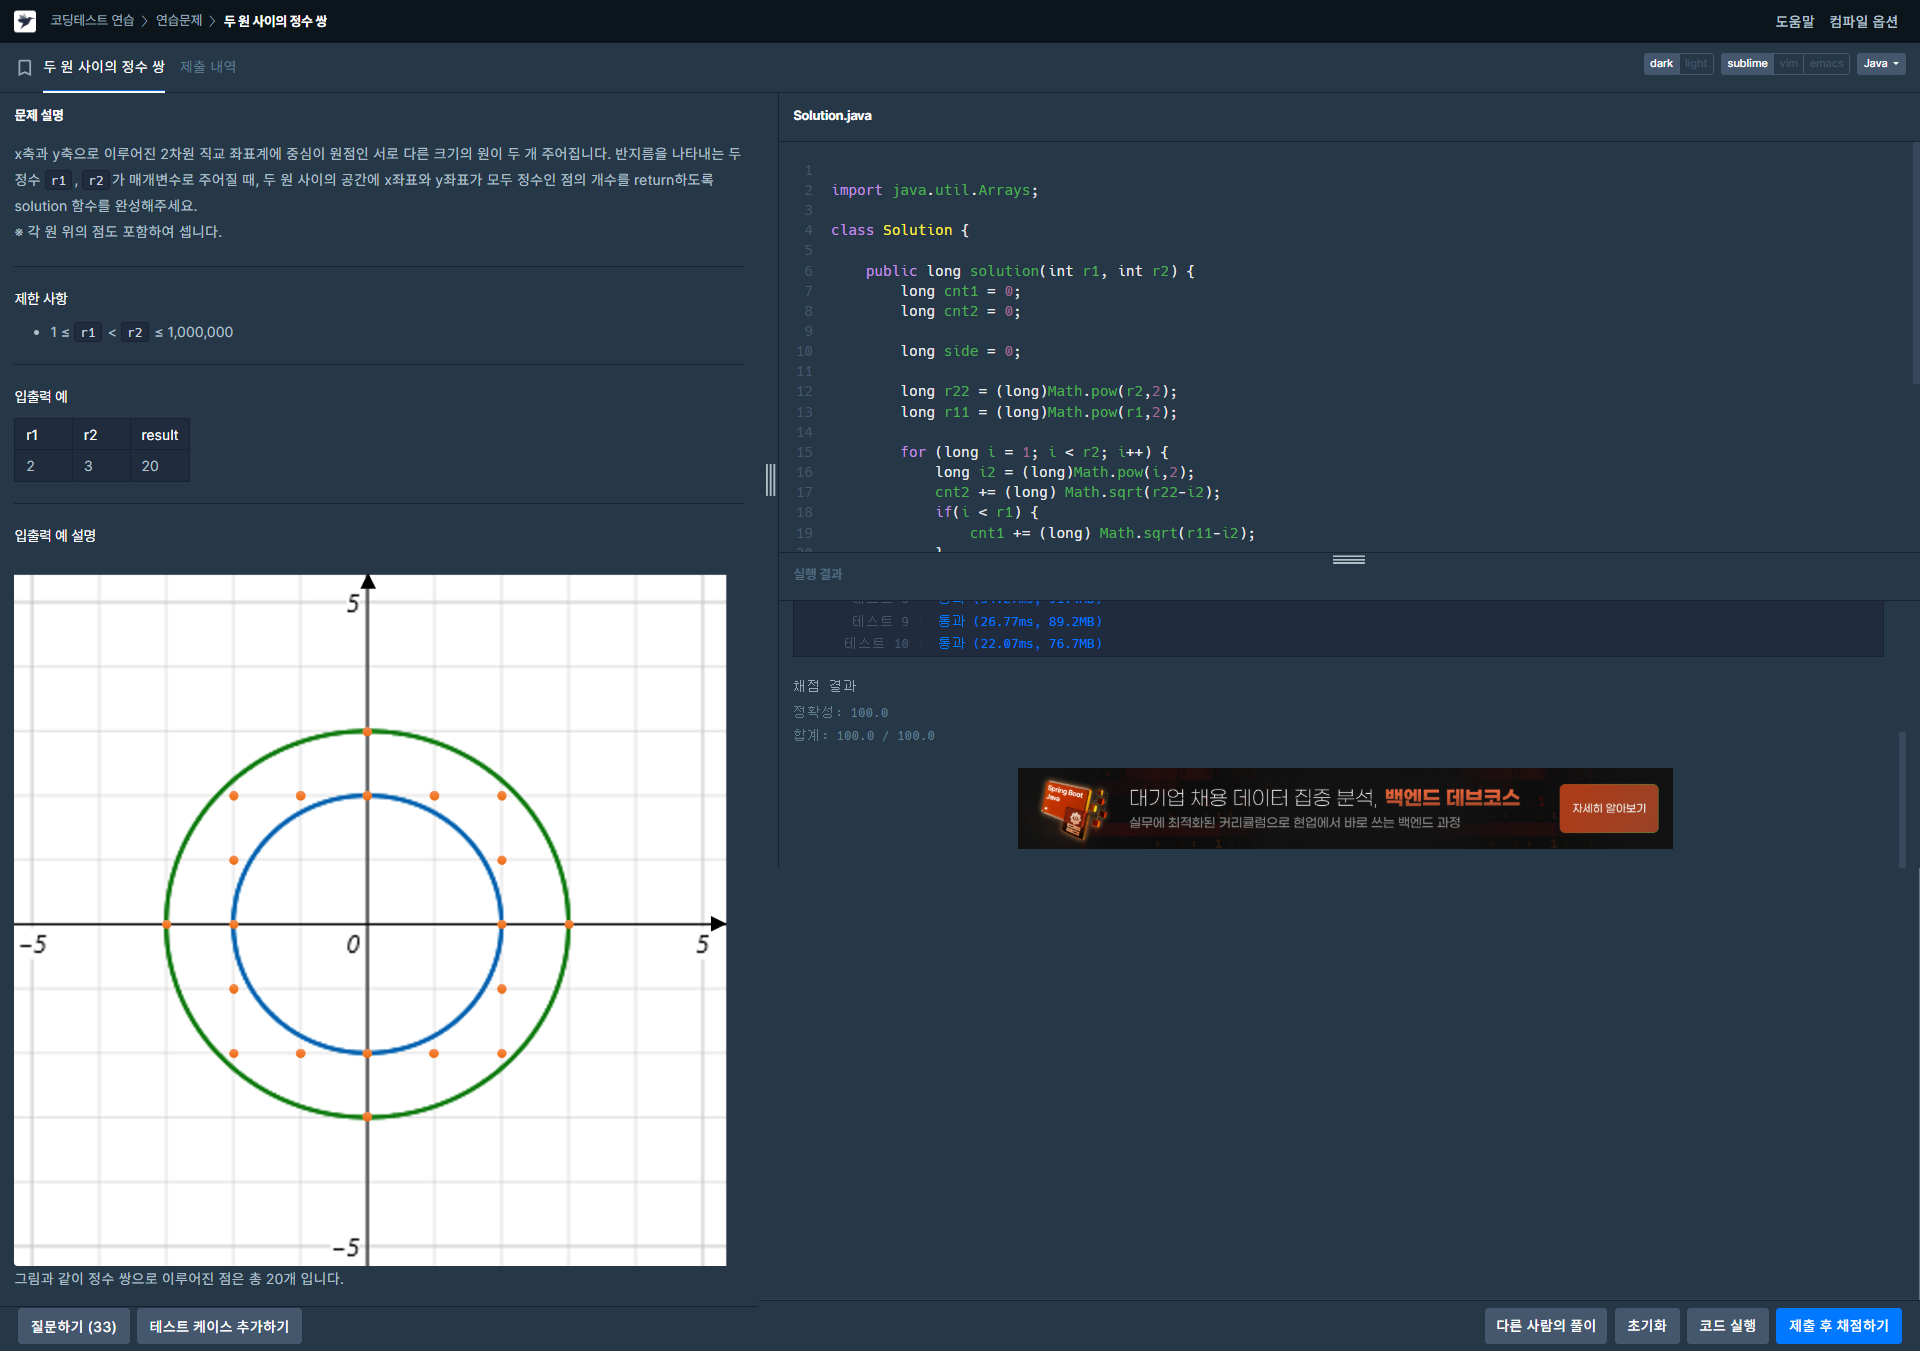 코딩테스트 연습 > 연습문제 > 두 원 사이의 정수 쌍
도움말 컴파일 옵션
두 원 사이의 정수 쌍 제출 내역
dark light sublime vim emacs Java
문제 설명
x축과 y축으로 이루어진 2차원 직교 좌표계에 중심이 원점인 서로 다른 크기의 원이 두 개 주어집니다. 반지름을 나타내는 두
정수 r1, r2가 매개변수로 주어질 때, 두 원 사이의 공간에 x좌표와 y좌표가 모두 정수인 점의 개수를 return하도록
solution 함수를 완성해주세요.
※ 각 원 위의 점도 포함하여 셉니다.
제한 사항
• 1 ≤ r1 < r2 ≤ 1,000,000
입출력 예
r1 r2 result
2 3 20
입출력 예 설명
5
−5 0 5
−5
그림과 같이 정수 쌍으로 이루어진 점은 총 20개 입니다.
질문하기 (33) 테스트 케이스 추가하기
Solution.java
1
2 import java.util.Arrays;
3
4 class Solution {
5
6 public long solution(int r1, int r2) {
7 long cnt1 = 0;
8 long cnt2 = 0;
9
10 long side = 0;
11
12 long r22 = (long)Math.pow(r2,2);
13 long r11 = (long)Math.pow(r1,2);
14
15 for (long i = 1; i < r2; i++) {
16 long i2 = (long)Math.pow(i,2);
17 cnt2 += (long) Math.sqrt(r22-i2);
18 if(i < r1) {
19 cnt1 += (long) Math.sqrt(r11-i2);
20 }
실행 결과
테스트 9 > 통과 (26.77ms, 89.2MB)
테스트 10 > 통과 (22.07ms, 76.7MB)
채점 결과
정확성: 100.0
합계: 100.0 / 100.0
Spring Boot
Java
대기업 채용 데이터 집중 분석, 백엔드 데브코스
실무에 최적화된 커리큘럼으로 현업에서 바로 쓰는 백엔드 과정
자세히 알아보기
다른 사람의 풀이 초기화 코드 실행 제출 후 채점하기